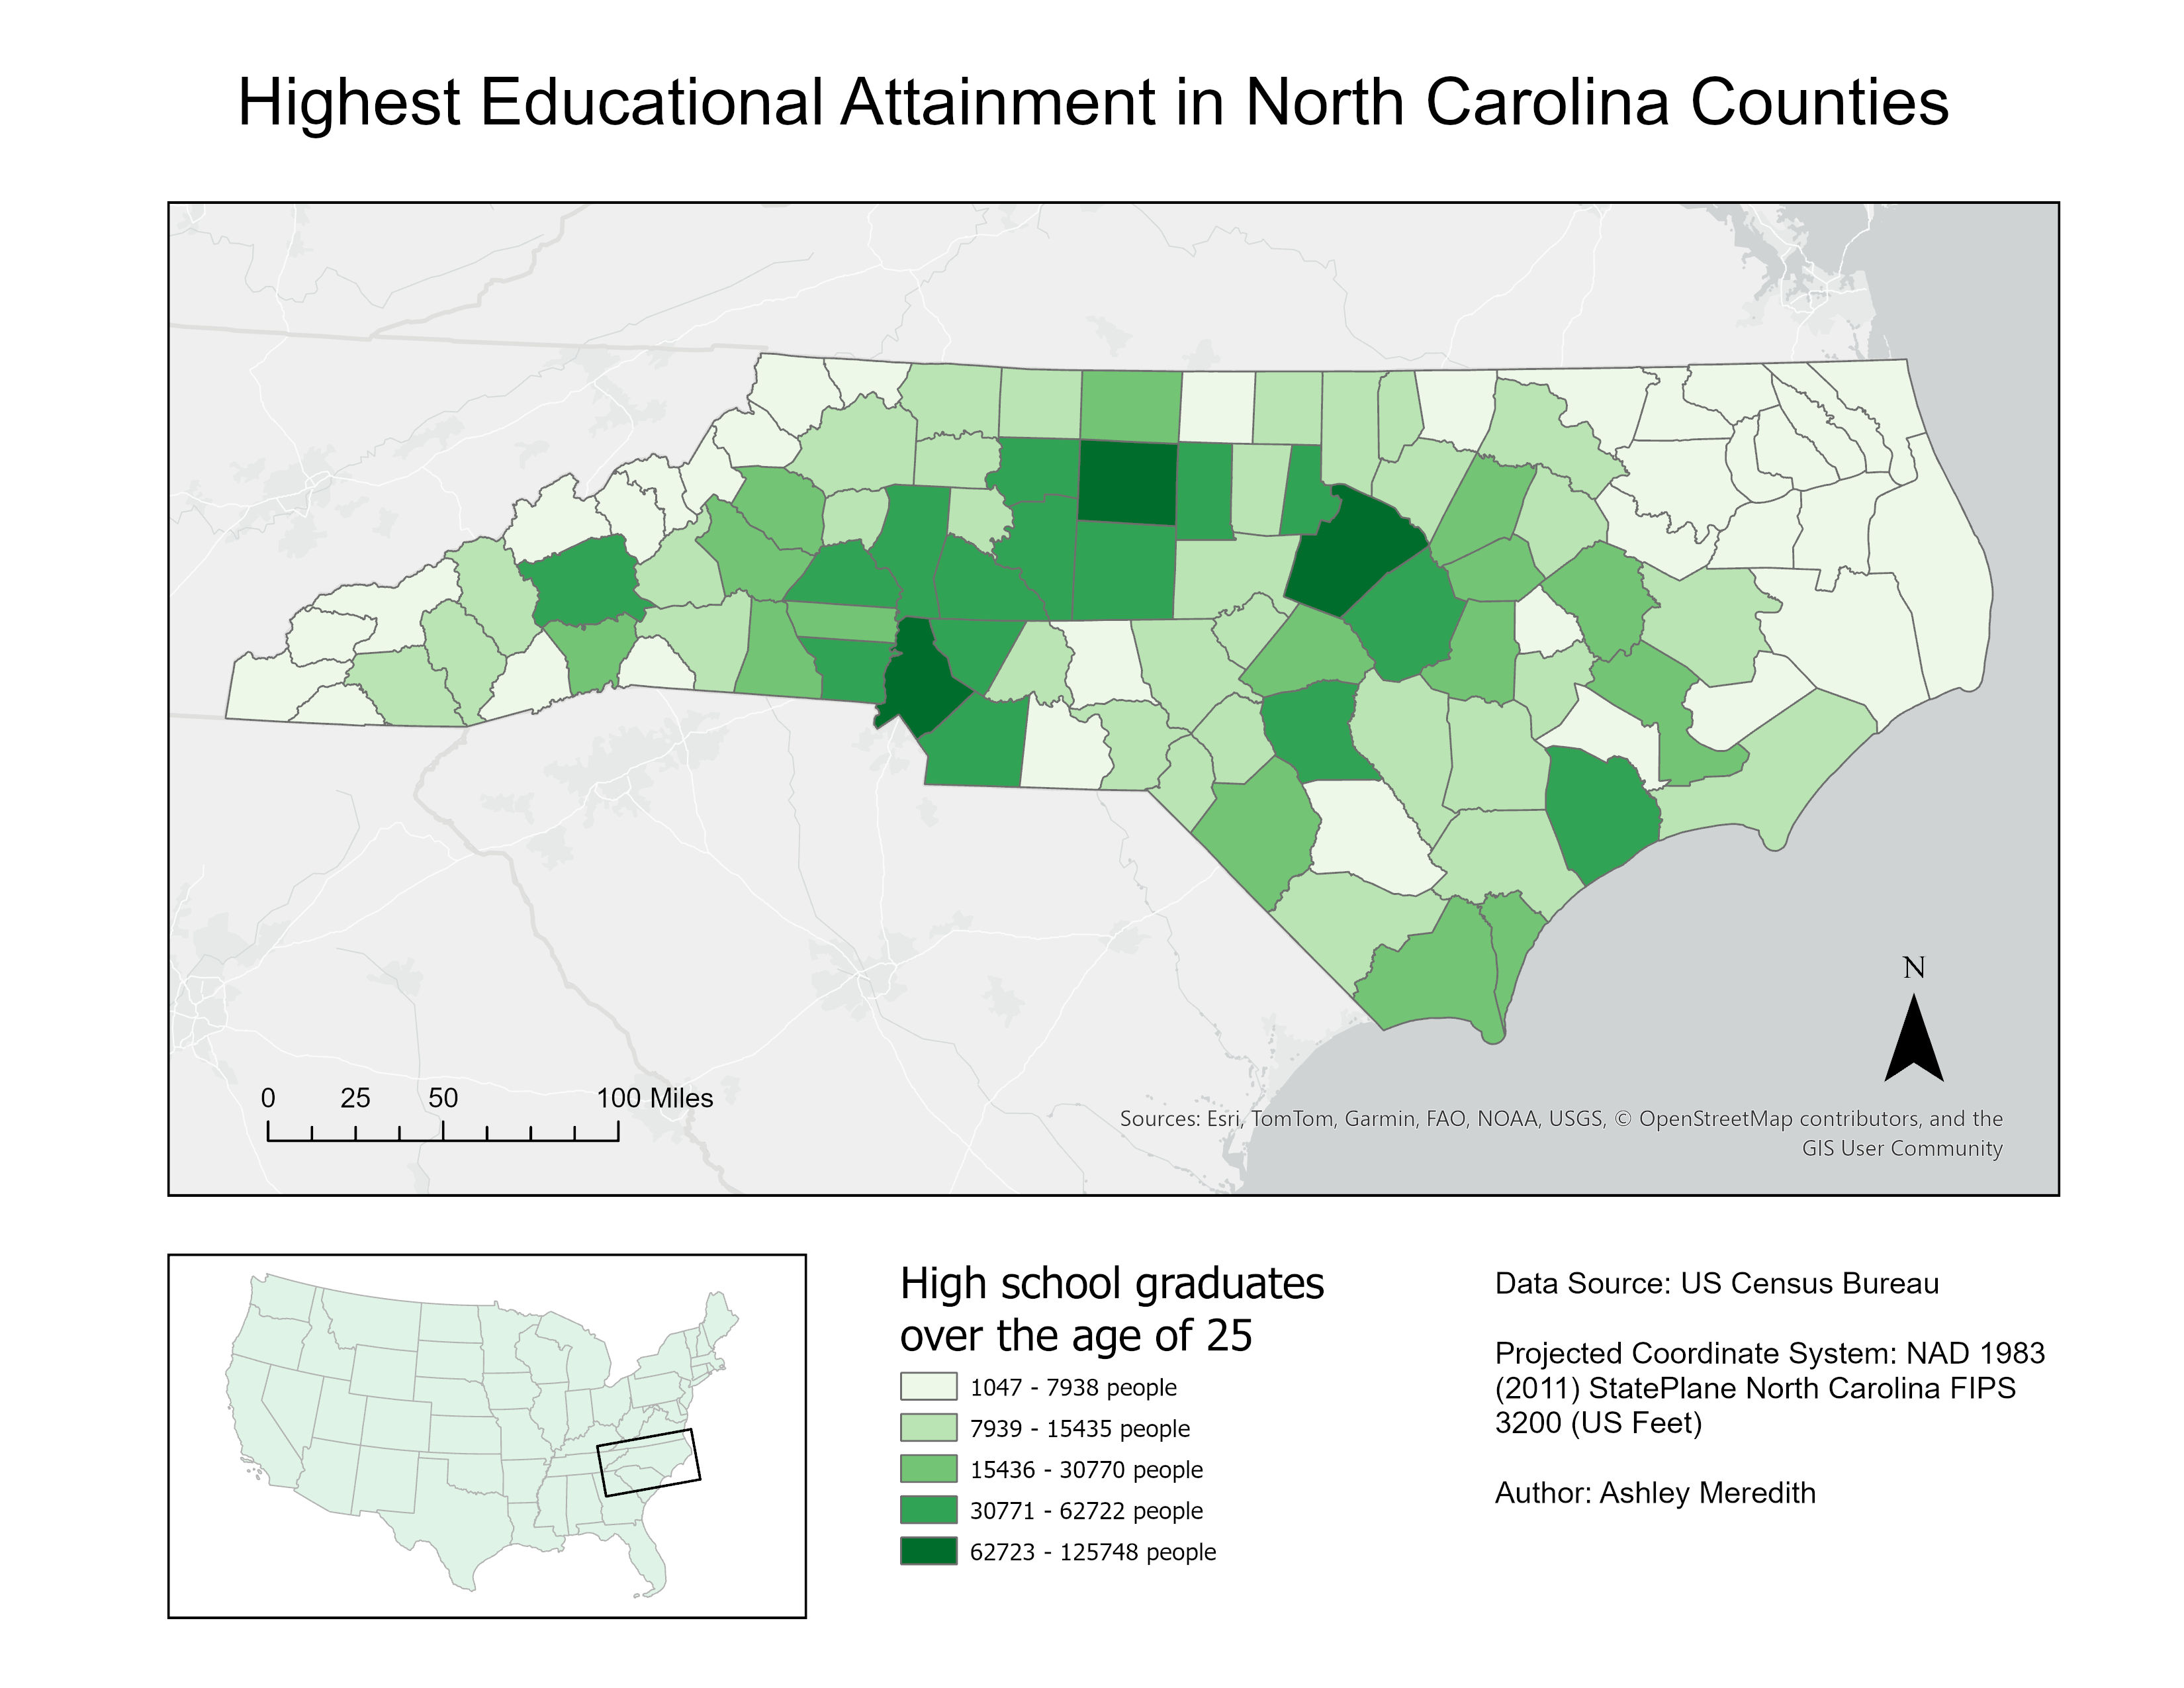 Highest Educational Attainment in North Carolina Counties
N
0 25 50 100 Miles
Sources: Esri, TomTom, Garmin, FAO, NOAA, USGS, © OpenStreetMap contributors, and the
GIS User Community
High school graduates
over the age of 25
1047 - 7938 people
7939 - 15435 people
15436 - 30770 people
30771 - 62722 people
62723 - 125748 people
Data Source: US Census Bureau
Projected Coordinate System: NAD 1983
(2011) StatePlane North Carolina FIPS
3200 (US Feet)
Author: Ashley Meredith